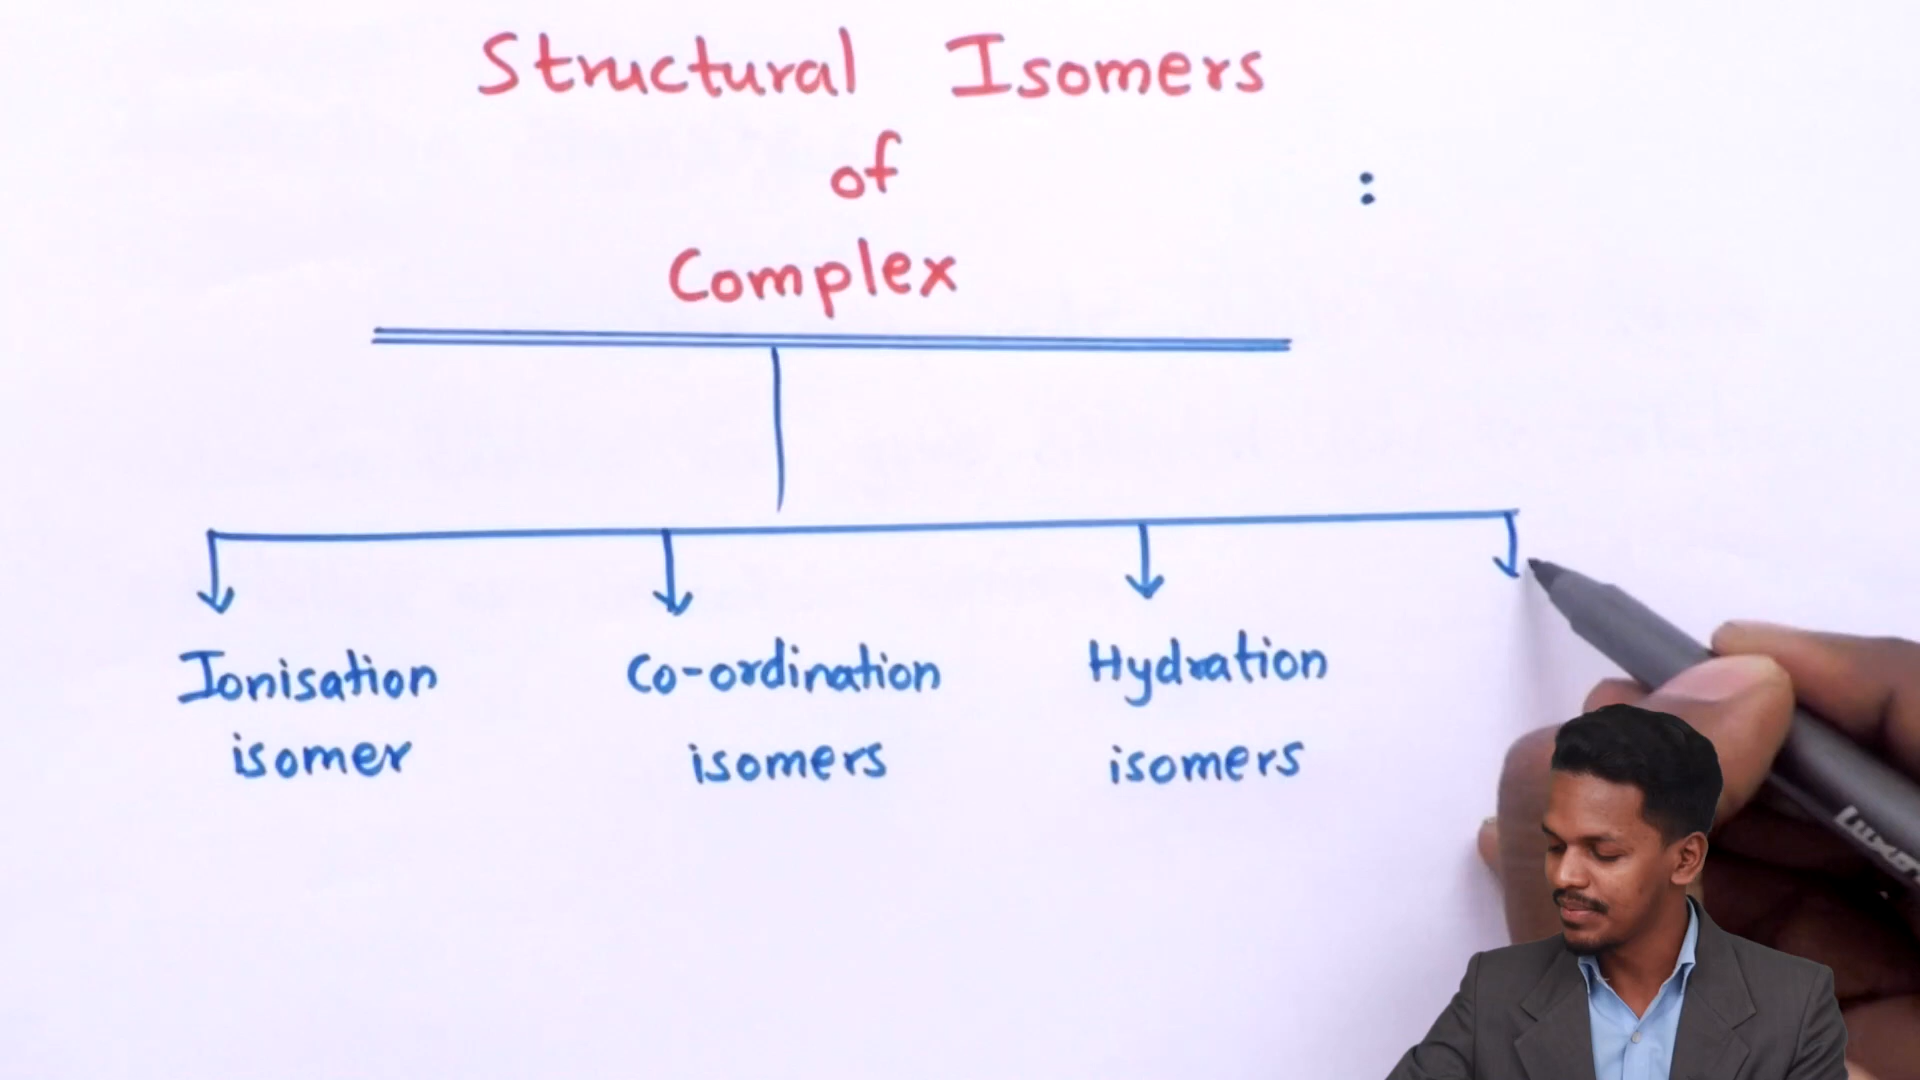 Structural Isomers
of :
Complex
Ionisation
isomer
Co-ordination
isomers
Hydration
isomers